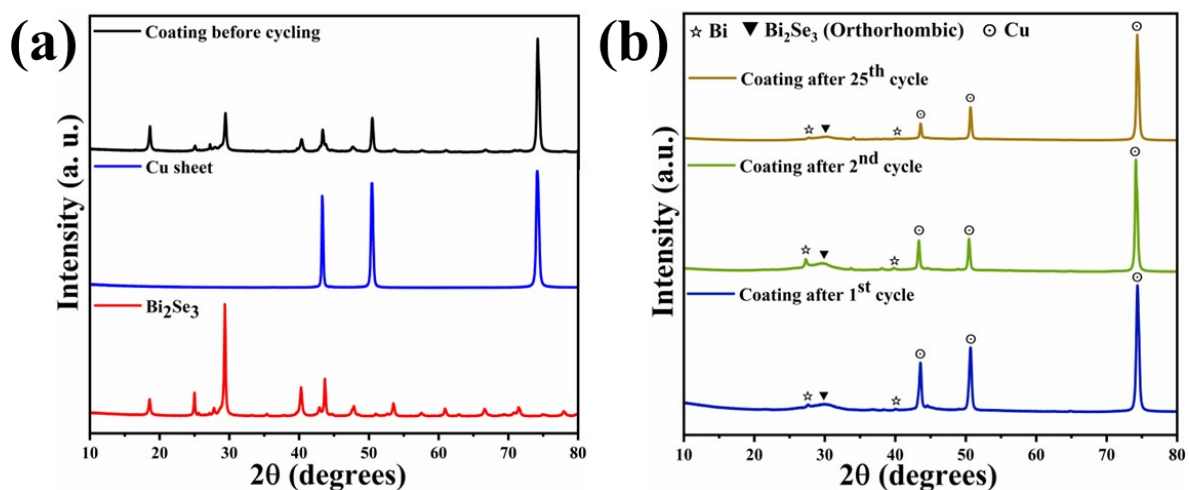 (a)
Coating before cycling
Cu sheet
Bi2Se3
Intensity (a. u.)
10 20 30 40 50 60 70 80
2θ (degrees)
(b)
☆ Bi ▼ Bi2Se3 (Orthorhombic) ⊙ Cu
Coating after 25th cycle
Coating after 2nd cycle
Coating after 1st cycle
Intensity (a.u.)
10 20 30 40 50 60 70 80
2θ (degrees)